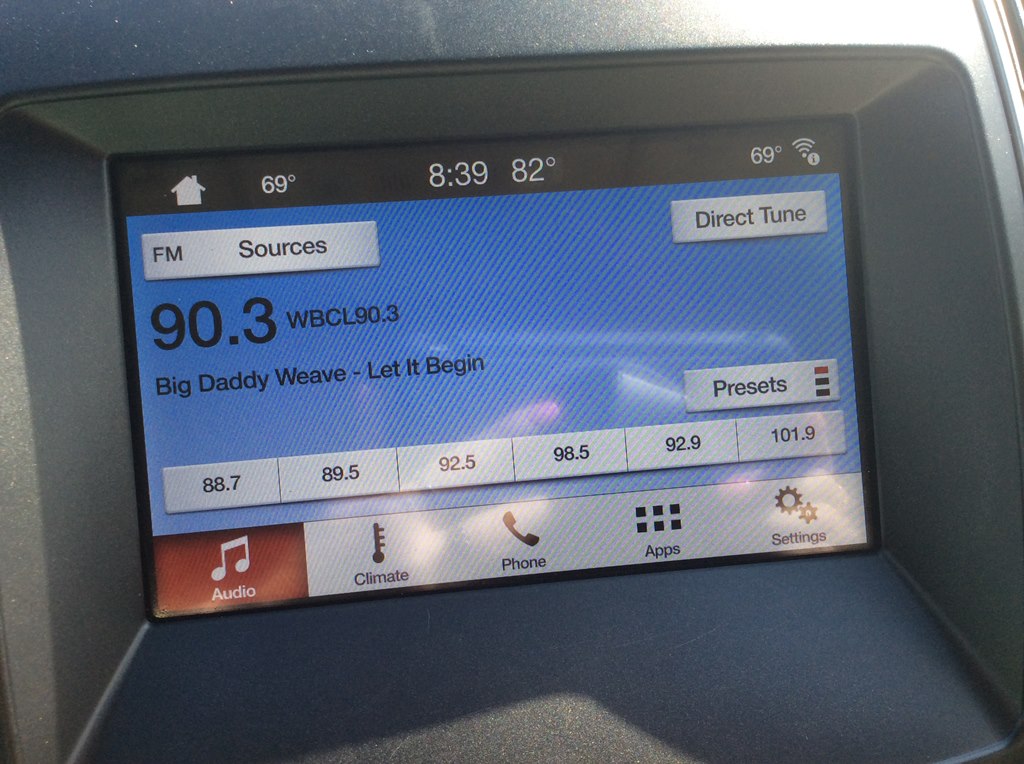 69° 8:39 82° 69°
FM Sources Direct Tune
90.3 WBCL90.3
Big Daddy Weave - Let It Begin
Presets
88.7 89.5 92.5 98.5 92.9 101.9
Audio Climate Phone Apps Settings